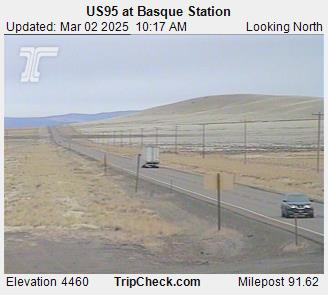 US95 at Basque Station
Updated: Mar 02 2025 10:17 AM Looking North
Elevation 4460 TripCheck.com Milepost 91.62